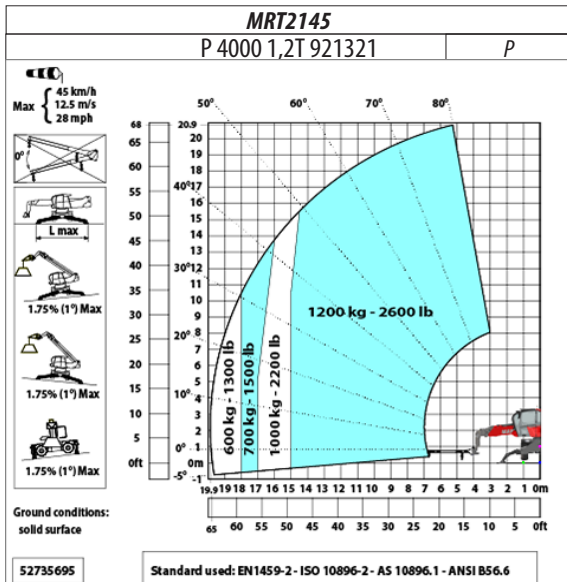 MRT2145
P 4000 1,2T 921321
P
Max
45 km/h
12.5 m/s
28 mph
0°
L max
1.75% (1°) Max
1.75% (1°) Max
1.75% (1°) Max
Ground conditions:
solid surface
50° 60° 70° 80°
40°
30°
20°
10°
0°
-5°
68 65 60 55 50 45 40 35 30 25 20 15 10 5 0ft
20.9 20 19 18 17 16 15 14 13 12 11 10 9 8 7 6 5 4 3 2 1 0m -1
600 kg - 1300 lb
700 kg - 1500 lb
1000 kg - 2200 lb
1200 kg - 2600 lb
19.9 19 18 17 16 15 14 13 12 11 10 9 8 7 6 5 4 3 2 1 0m
65 60 55 50 45 40 35 30 25 20 15 10 5 0ft
52735695
Standard used: EN1459-2 - ISO 10896-2 - AS 10896.1 - ANSI B56.6